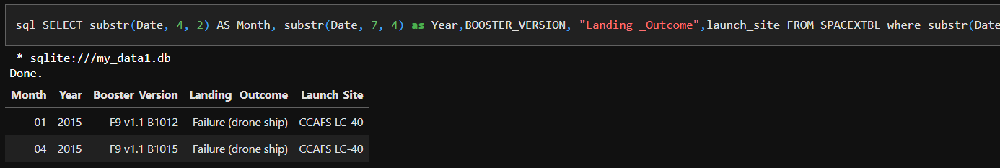 sql SELECT substr(Date, 4, 2) AS Month, substr(Date, 7, 4) as Year,BOOSTER_VERSION, "Landing _Outcome",launch_site FROM SPACEXTBL where substr(Date
* sqlite:///my_data1.db
Done.
Month Year Booster_Version Landing _Outcome Launch_Site
01 2015 F9 v1.1 B1012 Failure (drone ship) CCAFS LC-40
04 2015 F9 v1.1 B1015 Failure (drone ship) CCAFS LC-40